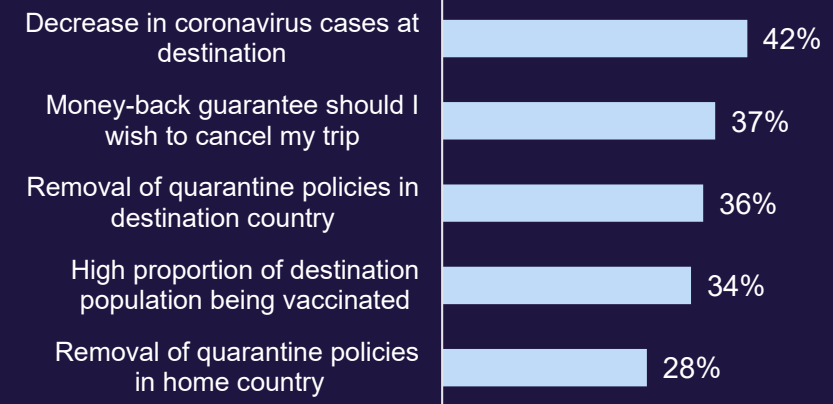 Decrease in coronavirus cases at
destination
42%
Money-back guarantee should I
wish to cancel my trip
37%
Removal of quarantine policies in
destination country
36%
High proportion of destination
population being vaccinated
34%
Removal of quarantine policies
in home country
28%